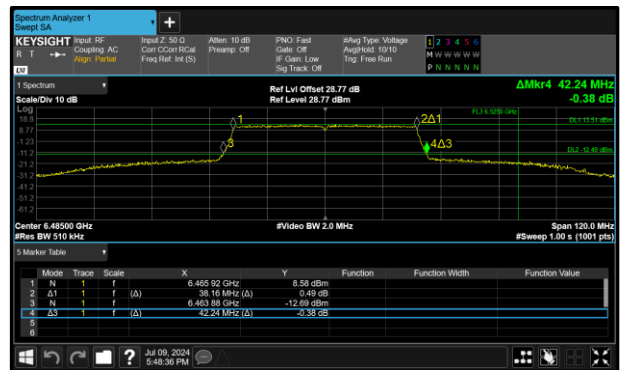 Spectrum Analyzer 1
Swept SA
+
KEYSIGHT Input: RF Input Z: 50 Ω Atten: 10 dB PNO: Fast #Avg Type: Voltage 1 2 3 4 5 6
R T Coupling: AC Corr CCorr RCal Preamp: Off Gate: Off Avg|Hold: 10/10 M W W W W W
Align: Partial Freq Ref: Int (S) IF Gain: Low Trig: Free Run P N N N N N
LXI Sig Track: Off
1 Spectrum Ref Lvl Offset 28.77 dB ΔMkr4 42.24 MHz
Scale/Div 10 dB Ref Level 28.77 dBm -0.38 dB
Log
18.8
8.77
-1.23
-11.2
-21.2
-31.2
-41.2
-51.2
-61.2
1
2Δ1
3
4Δ3
FL3 6.5250 GHz
DL1 13.51 dBm
DL2 -12.49 dBm
Center 6.48500 GHz #Video BW 2.0 MHz Span 120.0 MHz
#Res BW 510 kHz #Sweep 1.00 s (1001 pts)
5 Marker Table
Mode Trace Scale X Y Function Function Width Function Value
1 N 1 f 6.465 92 GHz 8.58 dBm
2 Δ1 1 f (Δ) 38.16 MHz (Δ) 0.49 dB
3 N 1 f 6.463 88 GHz -12.69 dBm
4 Δ3 1 f (Δ) 42.24 MHz (Δ) -0.38 dB
5
6
? Jul 09, 2024
5:48:36 PM